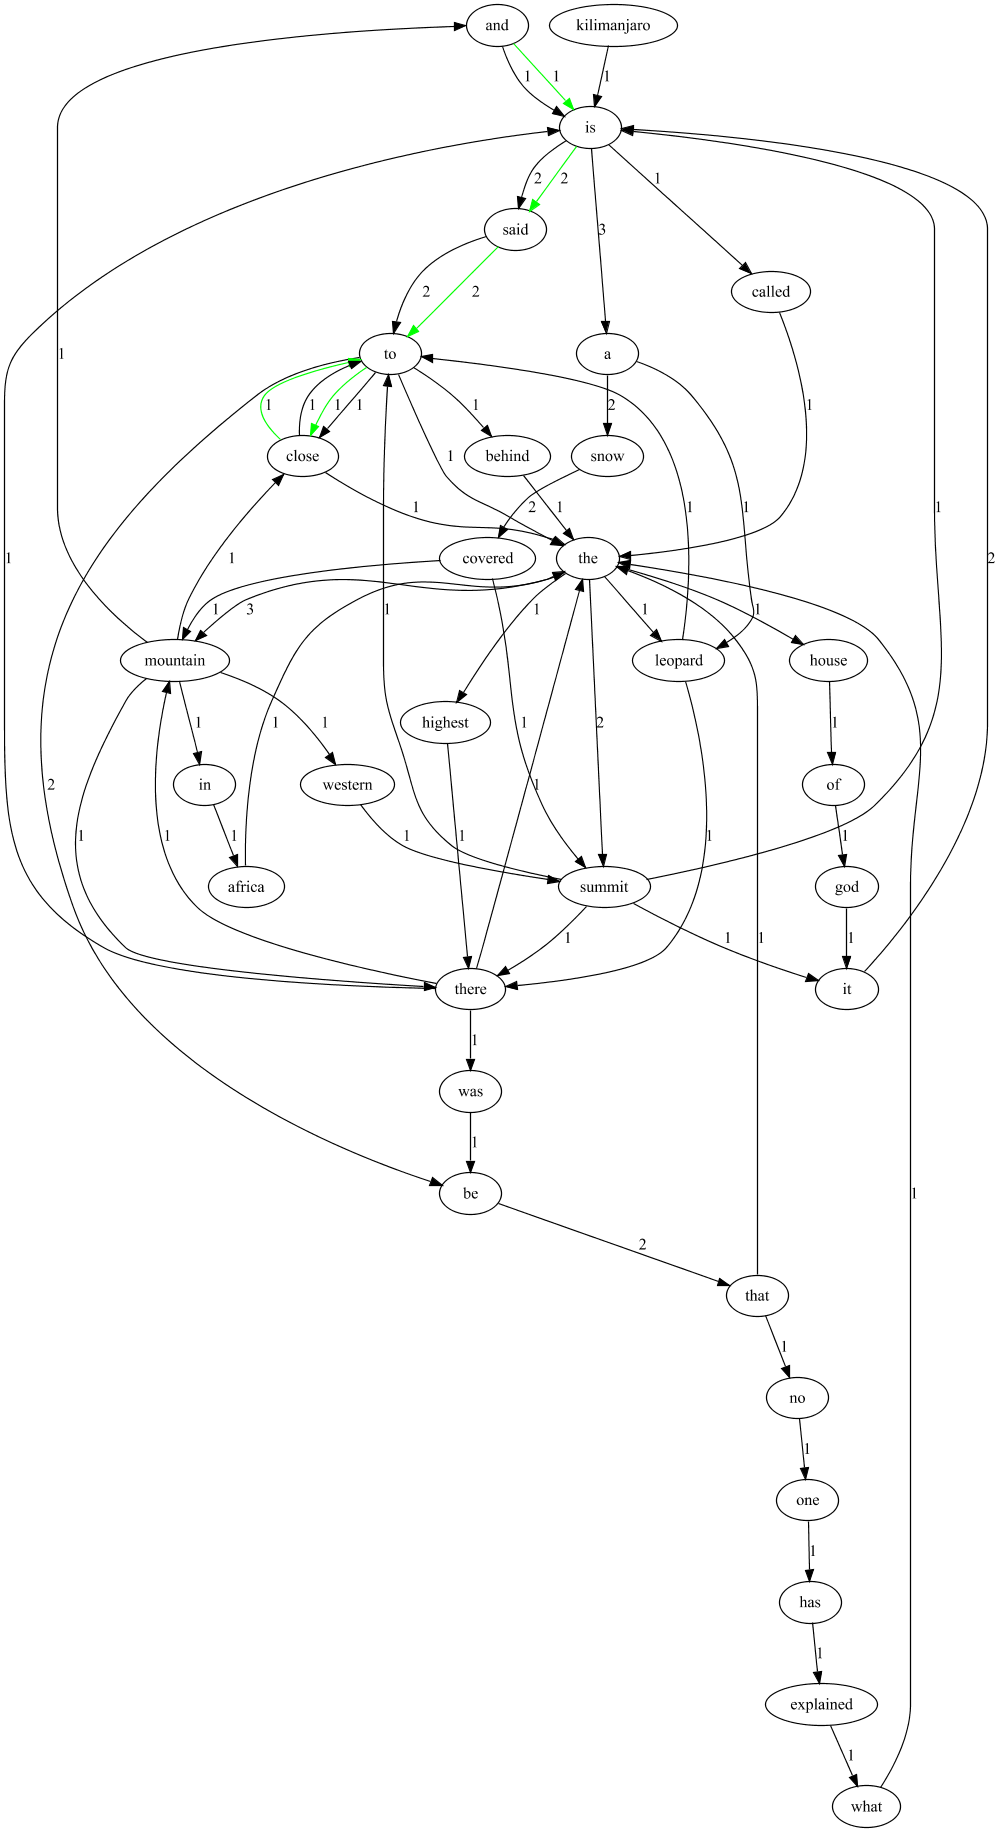 and kilimanjaro
1 1 1
is
2 2 1
said 3
called
2 2
to a
1 1 1 1 1 2 1 1
close behind snow
1 1 1 2 1 1 1
covered the
1 1 3 1 1 1 1
mountain leopard house
1 1 highest 1 2 1
in western of
2 1 1 1 1 1 1 1 1 1
africa summit god
1 1 1 1
there it
1
was
1
be
2
that
1
no
1
one
1
has
1
explained
1
what